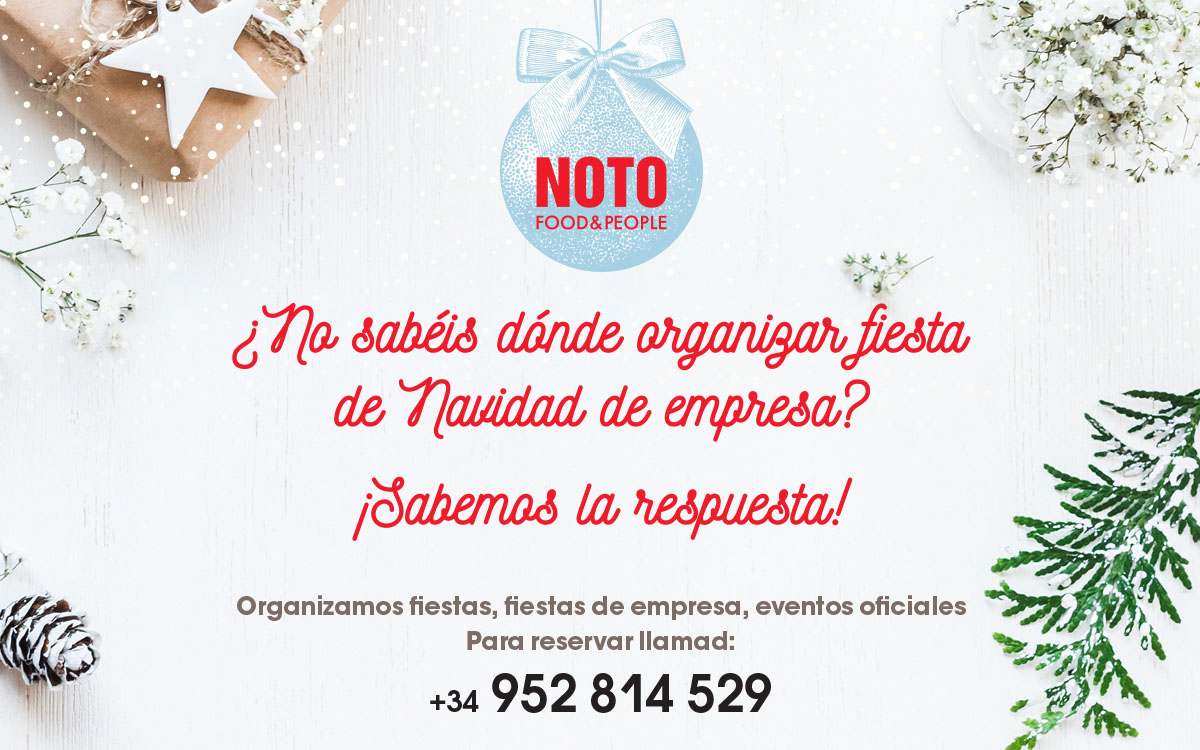 NOTO
FOOD&PEOPLE
¿No sabéis dónde organizar fiesta
de Navidad de empresa?
¡Sabemos la respuesta!
Organizamos fiestas, fiestas de empresa, eventos oficiales
Para reservar llamad:
+34 952 814 529